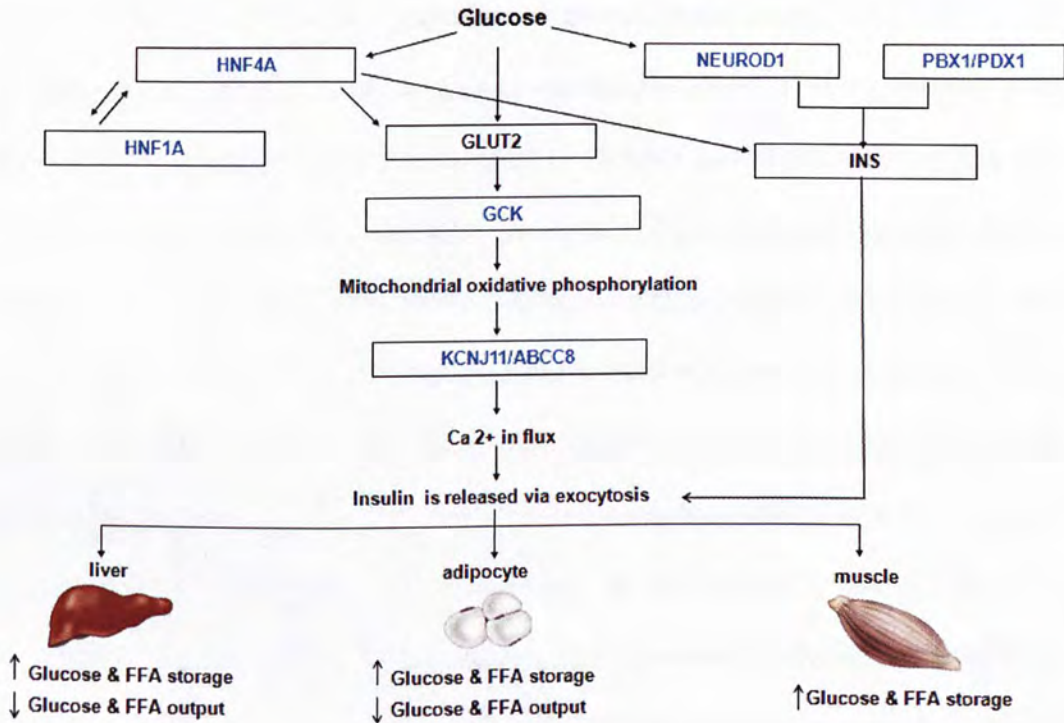 Glucose
HNF4A
NEUROD1
PBX1/PDX1
HNF1A
GLUT2
INS
GCK
Mitochondrial oxidative phosphorylation
KCNJ11/ABCC8
Ca 2+ in flux
Insulin is released via exocytosis
liver
adipocyte
muscle
↑ Glucose & FFA storage
↓ Glucose & FFA output
↑ Glucose & FFA storage
↓ Glucose & FFA output
↑ Glucose & FFA storage